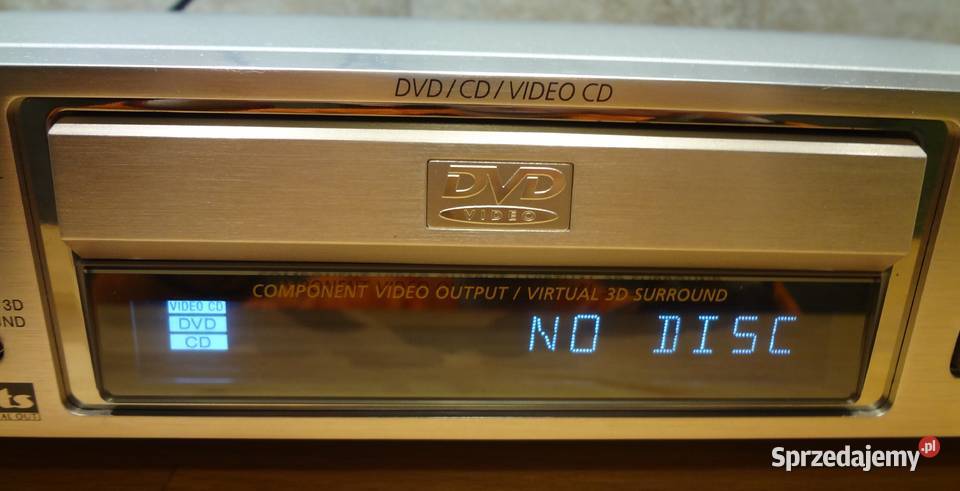 DVD / CD / VIDEO CD
DVD
VIDEO
COMPONENT VIDEO OUTPUT / VIRTUAL 3D SURROUND
3D
VIDEO CD
DVD
CD
NO DISC
Sprzedajemy.pl